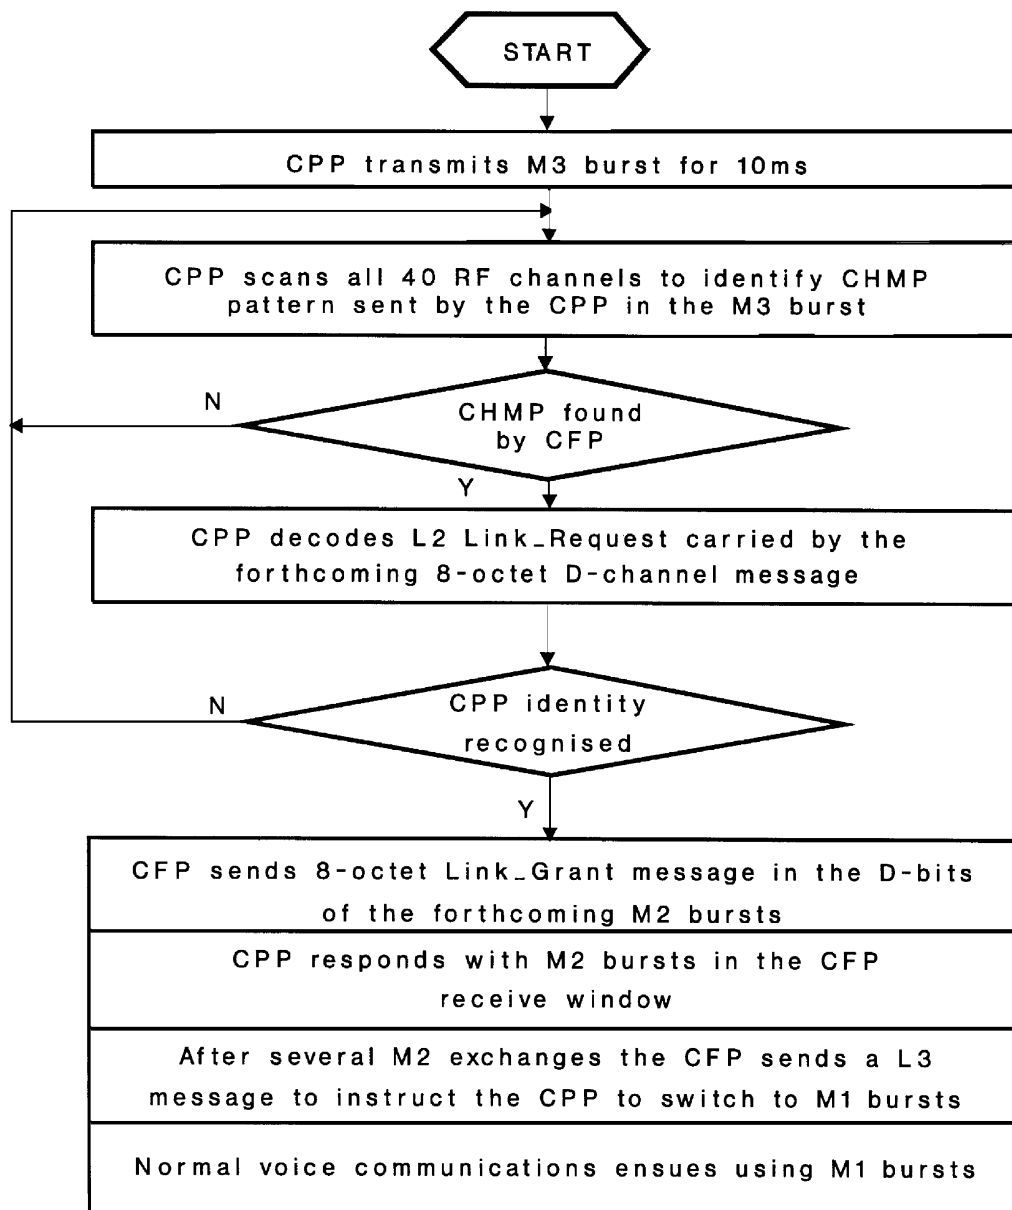 START
CPP transmits M3 burst for 10ms
CPP scans all 40 RF channels to identify CHMP
pattern sent by the CPP in the M3 burst
N
CHMP found
by CFP
Y
CPP decodes L2 Link_Request carried by the
forthcoming 8-octet D-channel message
N
CPP identity
recognised
Y
CFP sends 8-octet Link_Grant message in the D-bits
of the forthcoming M2 bursts
CPP responds with M2 bursts in the CFP
receive window
After several M2 exchanges the CFP sends a L3
message to instruct the CPP to switch to M1 bursts
Normal voice communications ensues using M1 bursts